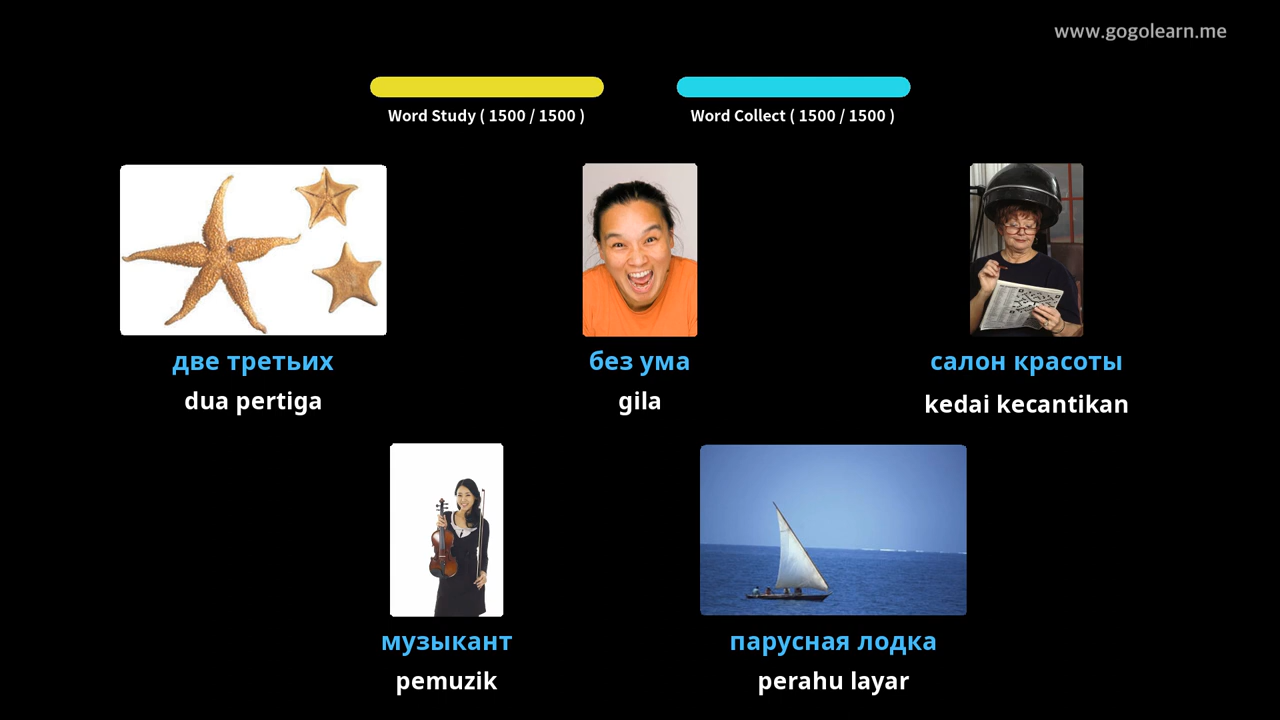 www.gogolearn.me
Word Study ( 1500 / 1500 )
Word Collect ( 1500 / 1500 )
две третьих
dua pertiga
без ума
gila
салон красоты
kedai kecantikan
музыкант
pemuzik
парусная лодка
perahu layar